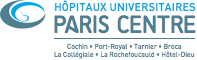 HÔPITAUX UNIVERSITAIRES
PARIS CENTRE
Cochin • Port-Royal • Tarnier • Broca
La Collégiale • La Rochefoucauld • Hôtel-Dieu